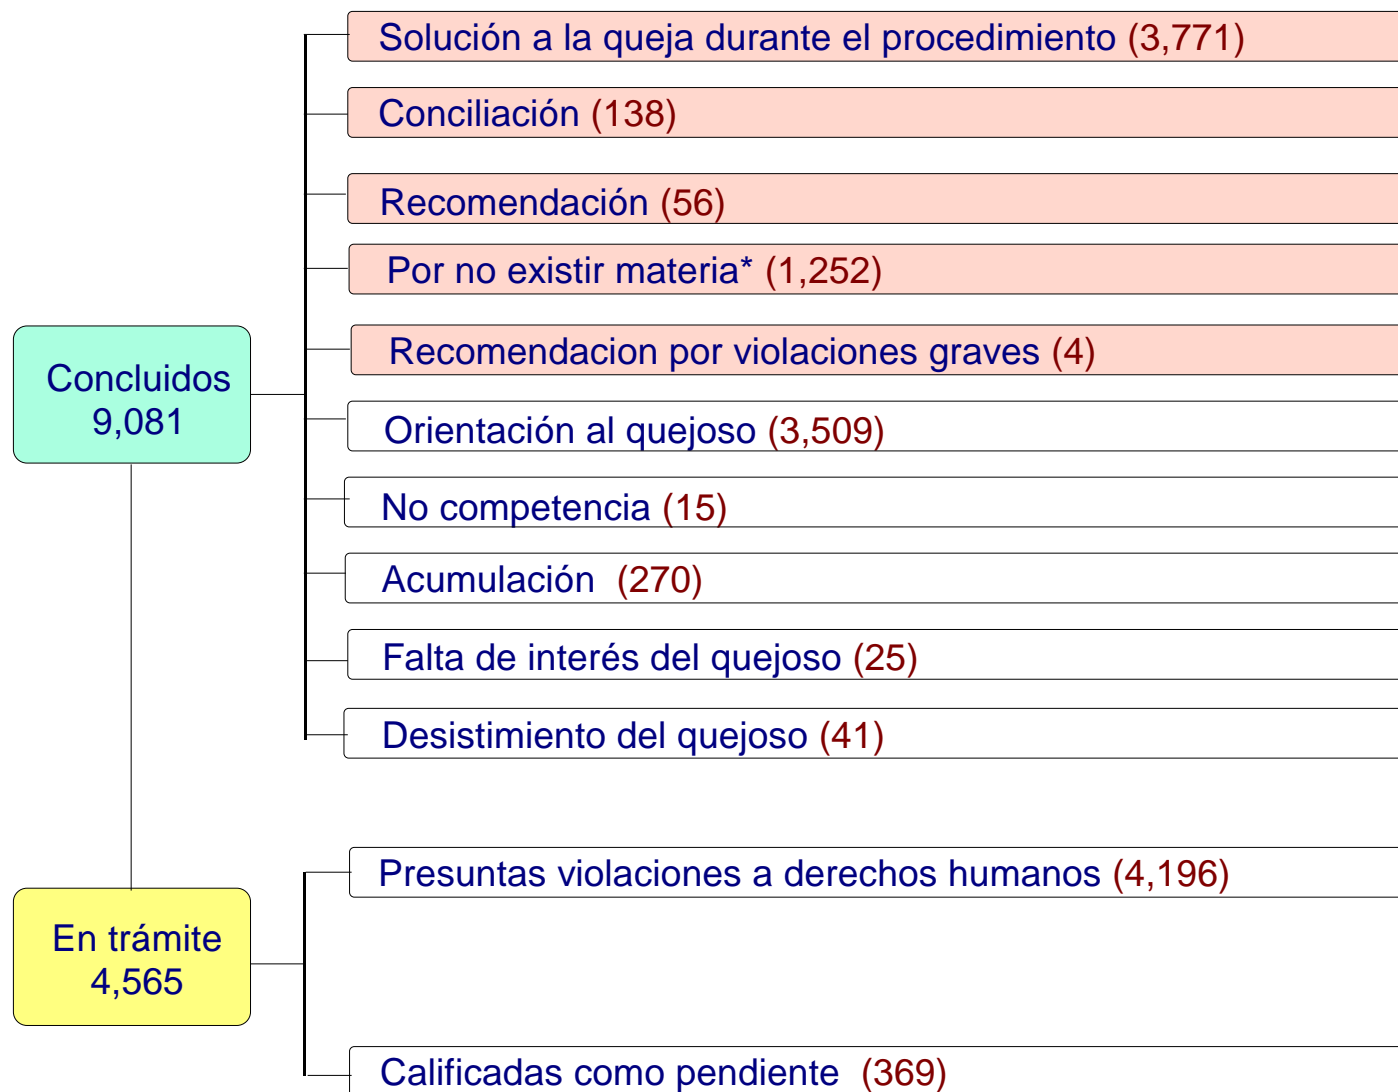 Solución a la queja durante el procedimiento (3,771)
Conciliación (138)
Recomendación (56)
Por no existir materia* (1,252)
Recomendacion por violaciones graves (4)
Concluidos
9,081
Orientación al quejoso (3,509)
No competencia (15)
Acumulación (270)
Falta de interés del quejoso (25)
Desistimiento del quejoso (41)
Presuntas violaciones a derechos humanos (4,196)
En trámite
4,565
Calificadas como pendiente (369)